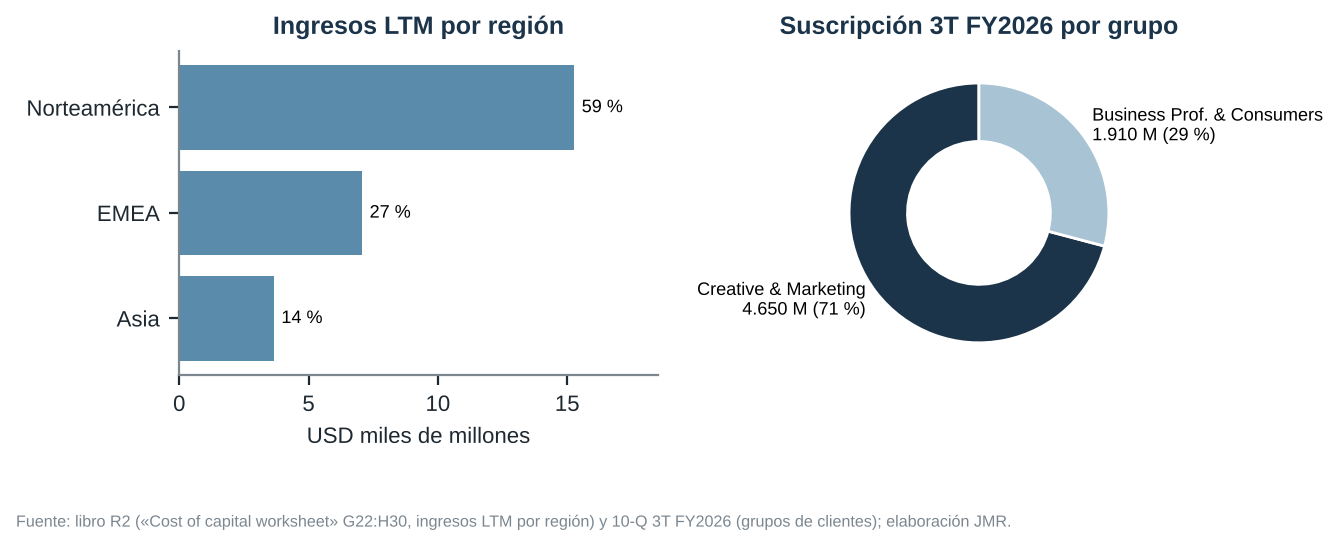 Ingresos LTM por región
Norteamérica
59 %
EMEA
27 %
Asia
14 %
0
5
10
15
USD miles de millones
Suscripción 3T FY2026 por grupo
Business Prof. & Consumers
1.910 M (29 %)
Creative & Marketing
4.650 M (71 %)
Fuente: libro R2 («Cost of capital worksheet» G22:H30, ingresos LTM por región) y 10-Q 3T FY2026 (grupos de clientes); elaboración JMR.